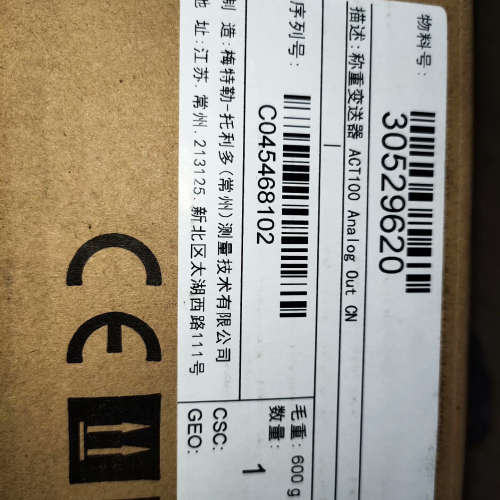 物料号:
30529620
描述:称重变送器 ACT100 Analog Out CN
序列号:
C045468102
毛重: 600 g
数量: 1
制 造:梅特勒-托利多(常州)测量技术有限公司
地 址:江苏.常州.213125.新北区太湖西路111号
CSC:
GEO:
CE